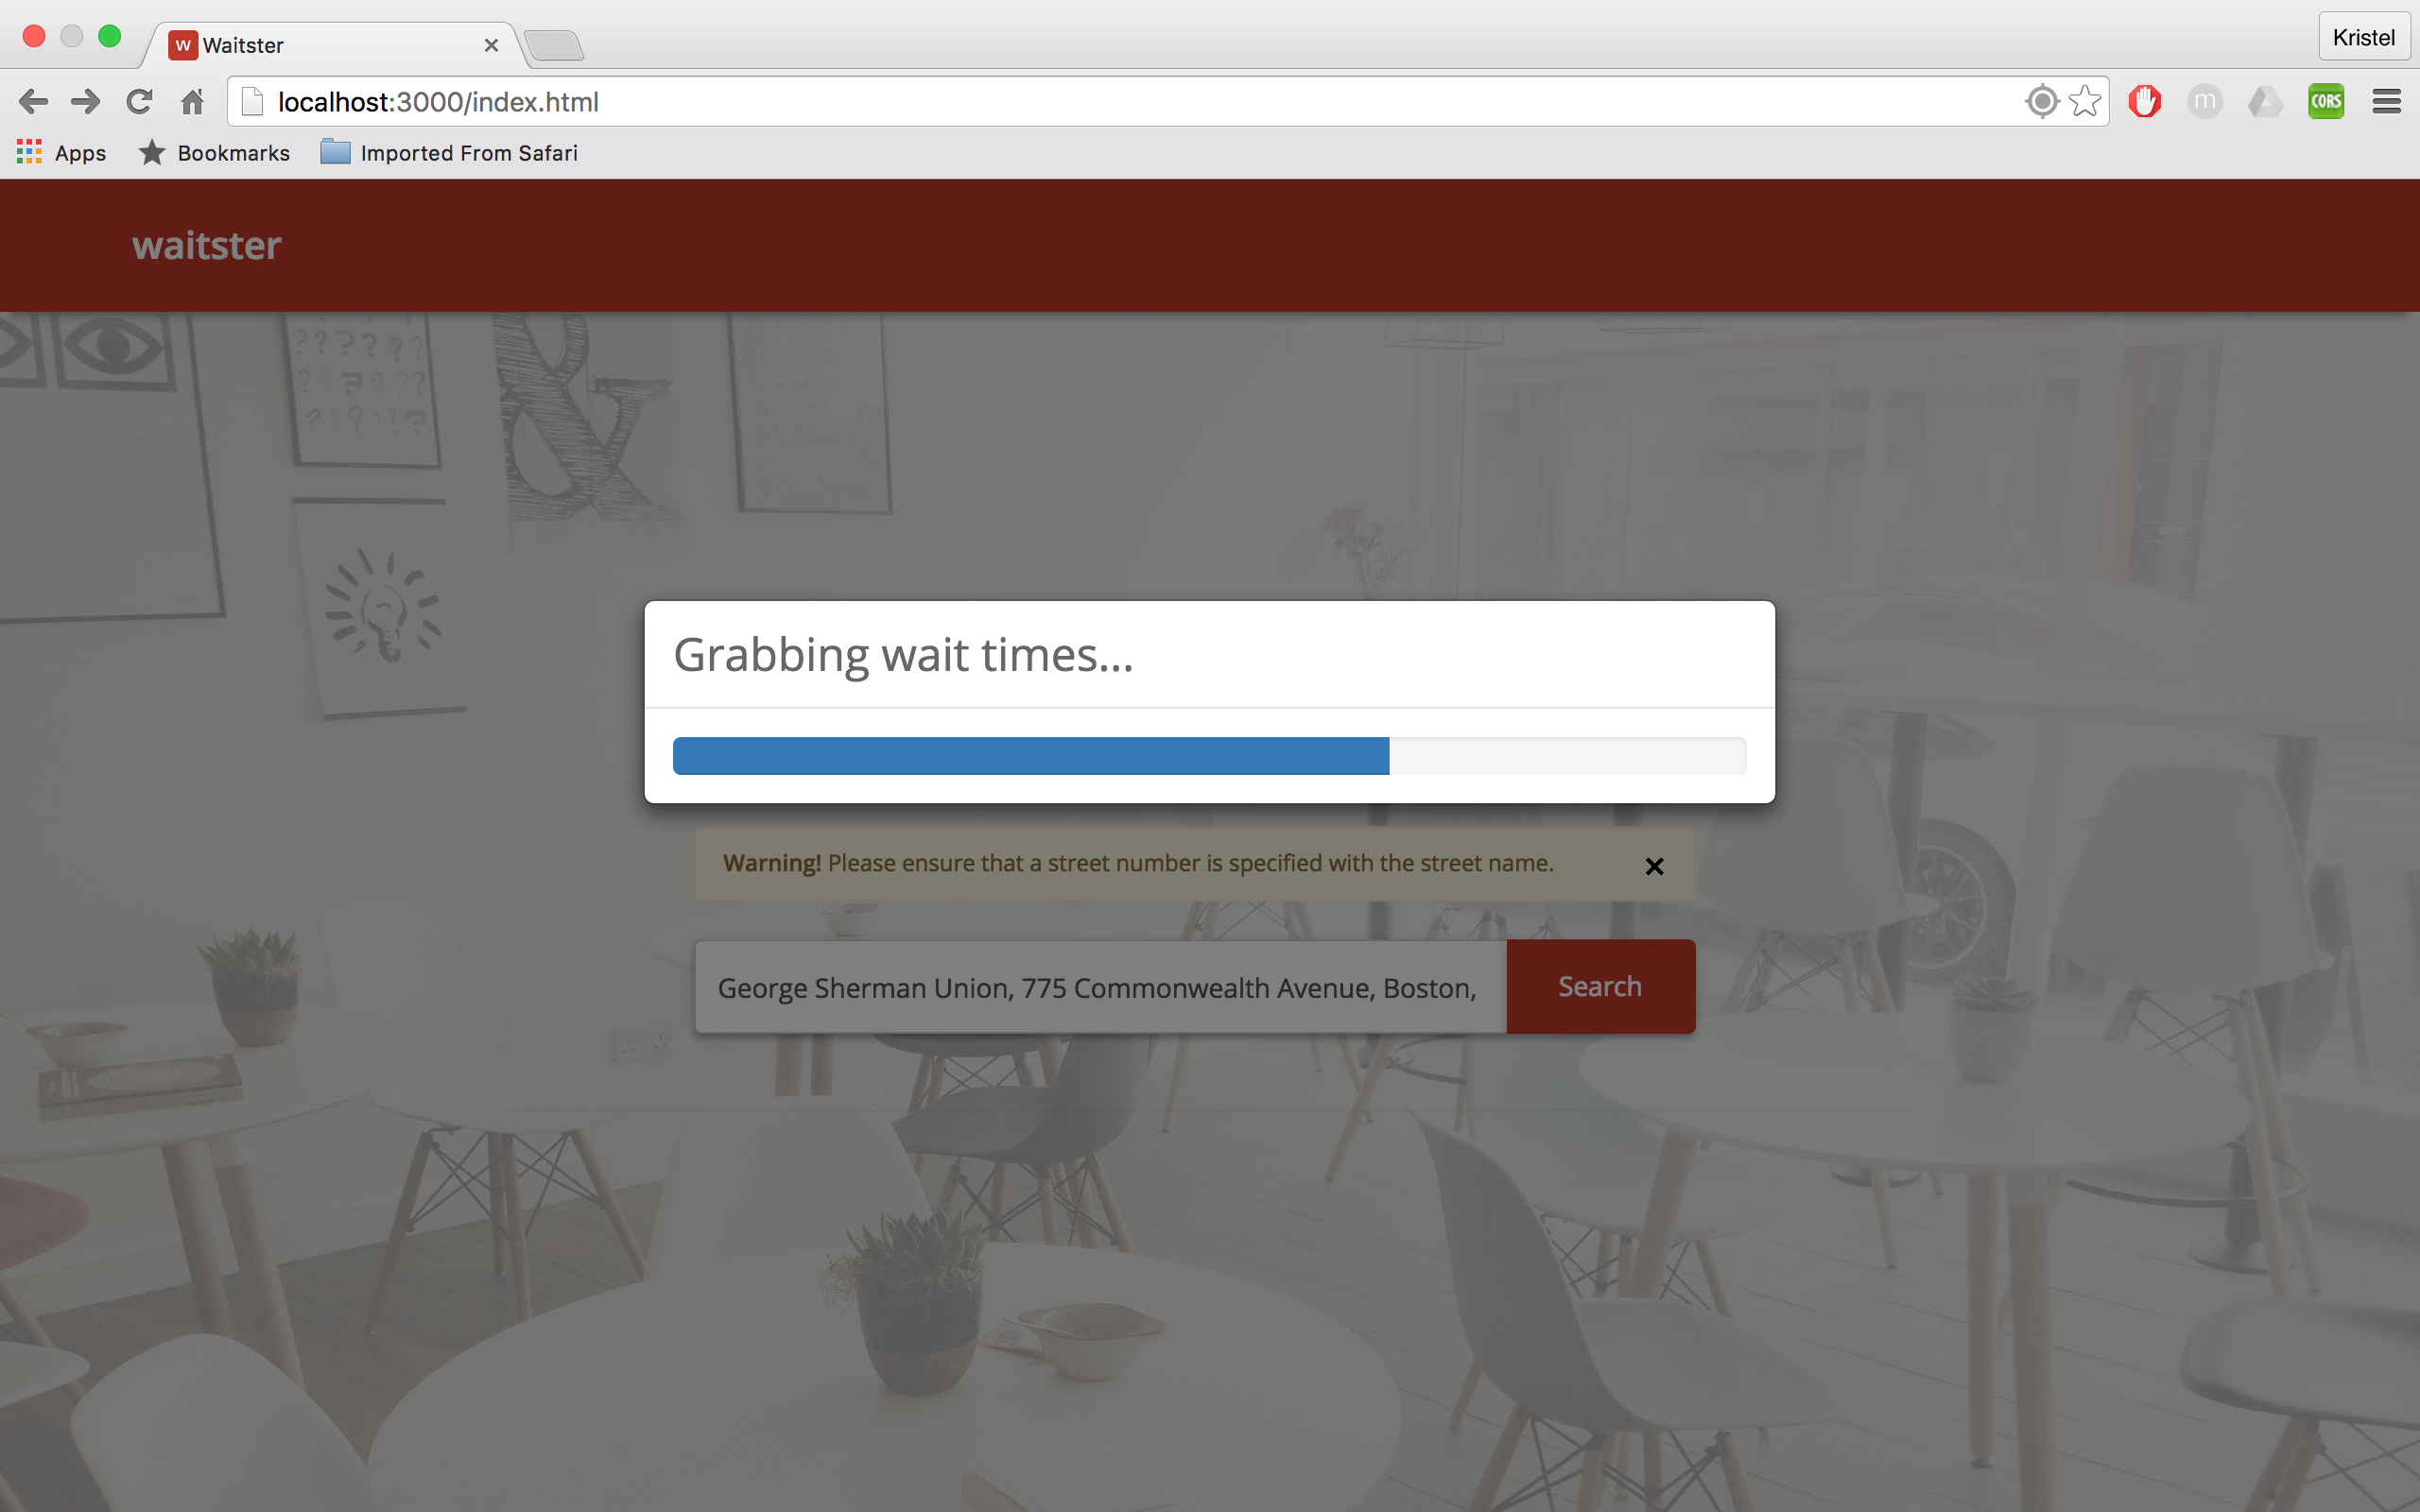 W Waitster
Kristel
localhost:3000/index.html
m
CORS
Apps Bookmarks Imported From Safari
waitster
Grabbing wait times...
Warning! Please ensure that a street number is specified with the street name.
George Sherman Union, 775 Commonwealth Avenue, Boston,
Search